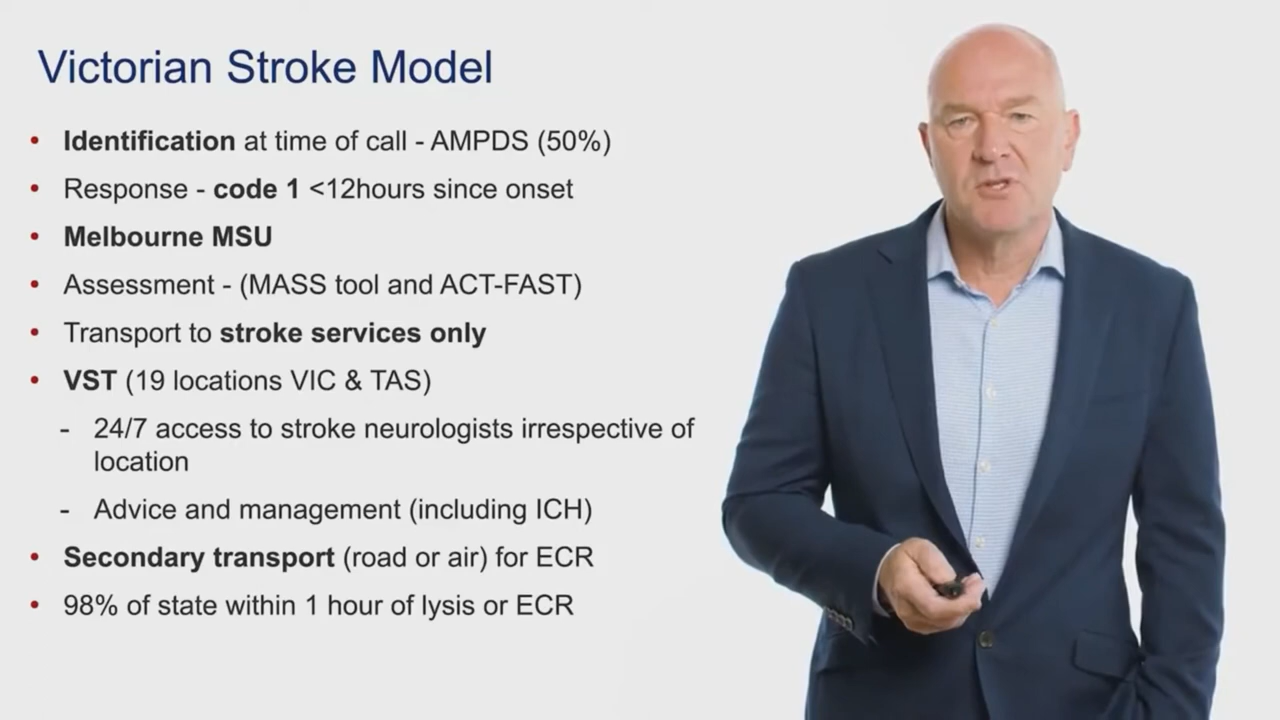 Victorian Stroke Model
• Identification at time of call - AMPDS (50%)
• Response - code 1 <12hours since onset
• Melbourne MSU
• Assessment - (MASS tool and ACT-FAST)
• Transport to stroke services only
• VST (19 locations VIC & TAS)
- 24/7 access to stroke neurologists irrespective of
location
- Advice and management (including ICH)
• Secondary transport (road or air) for ECR
• 98% of state within 1 hour of lysis or ECR